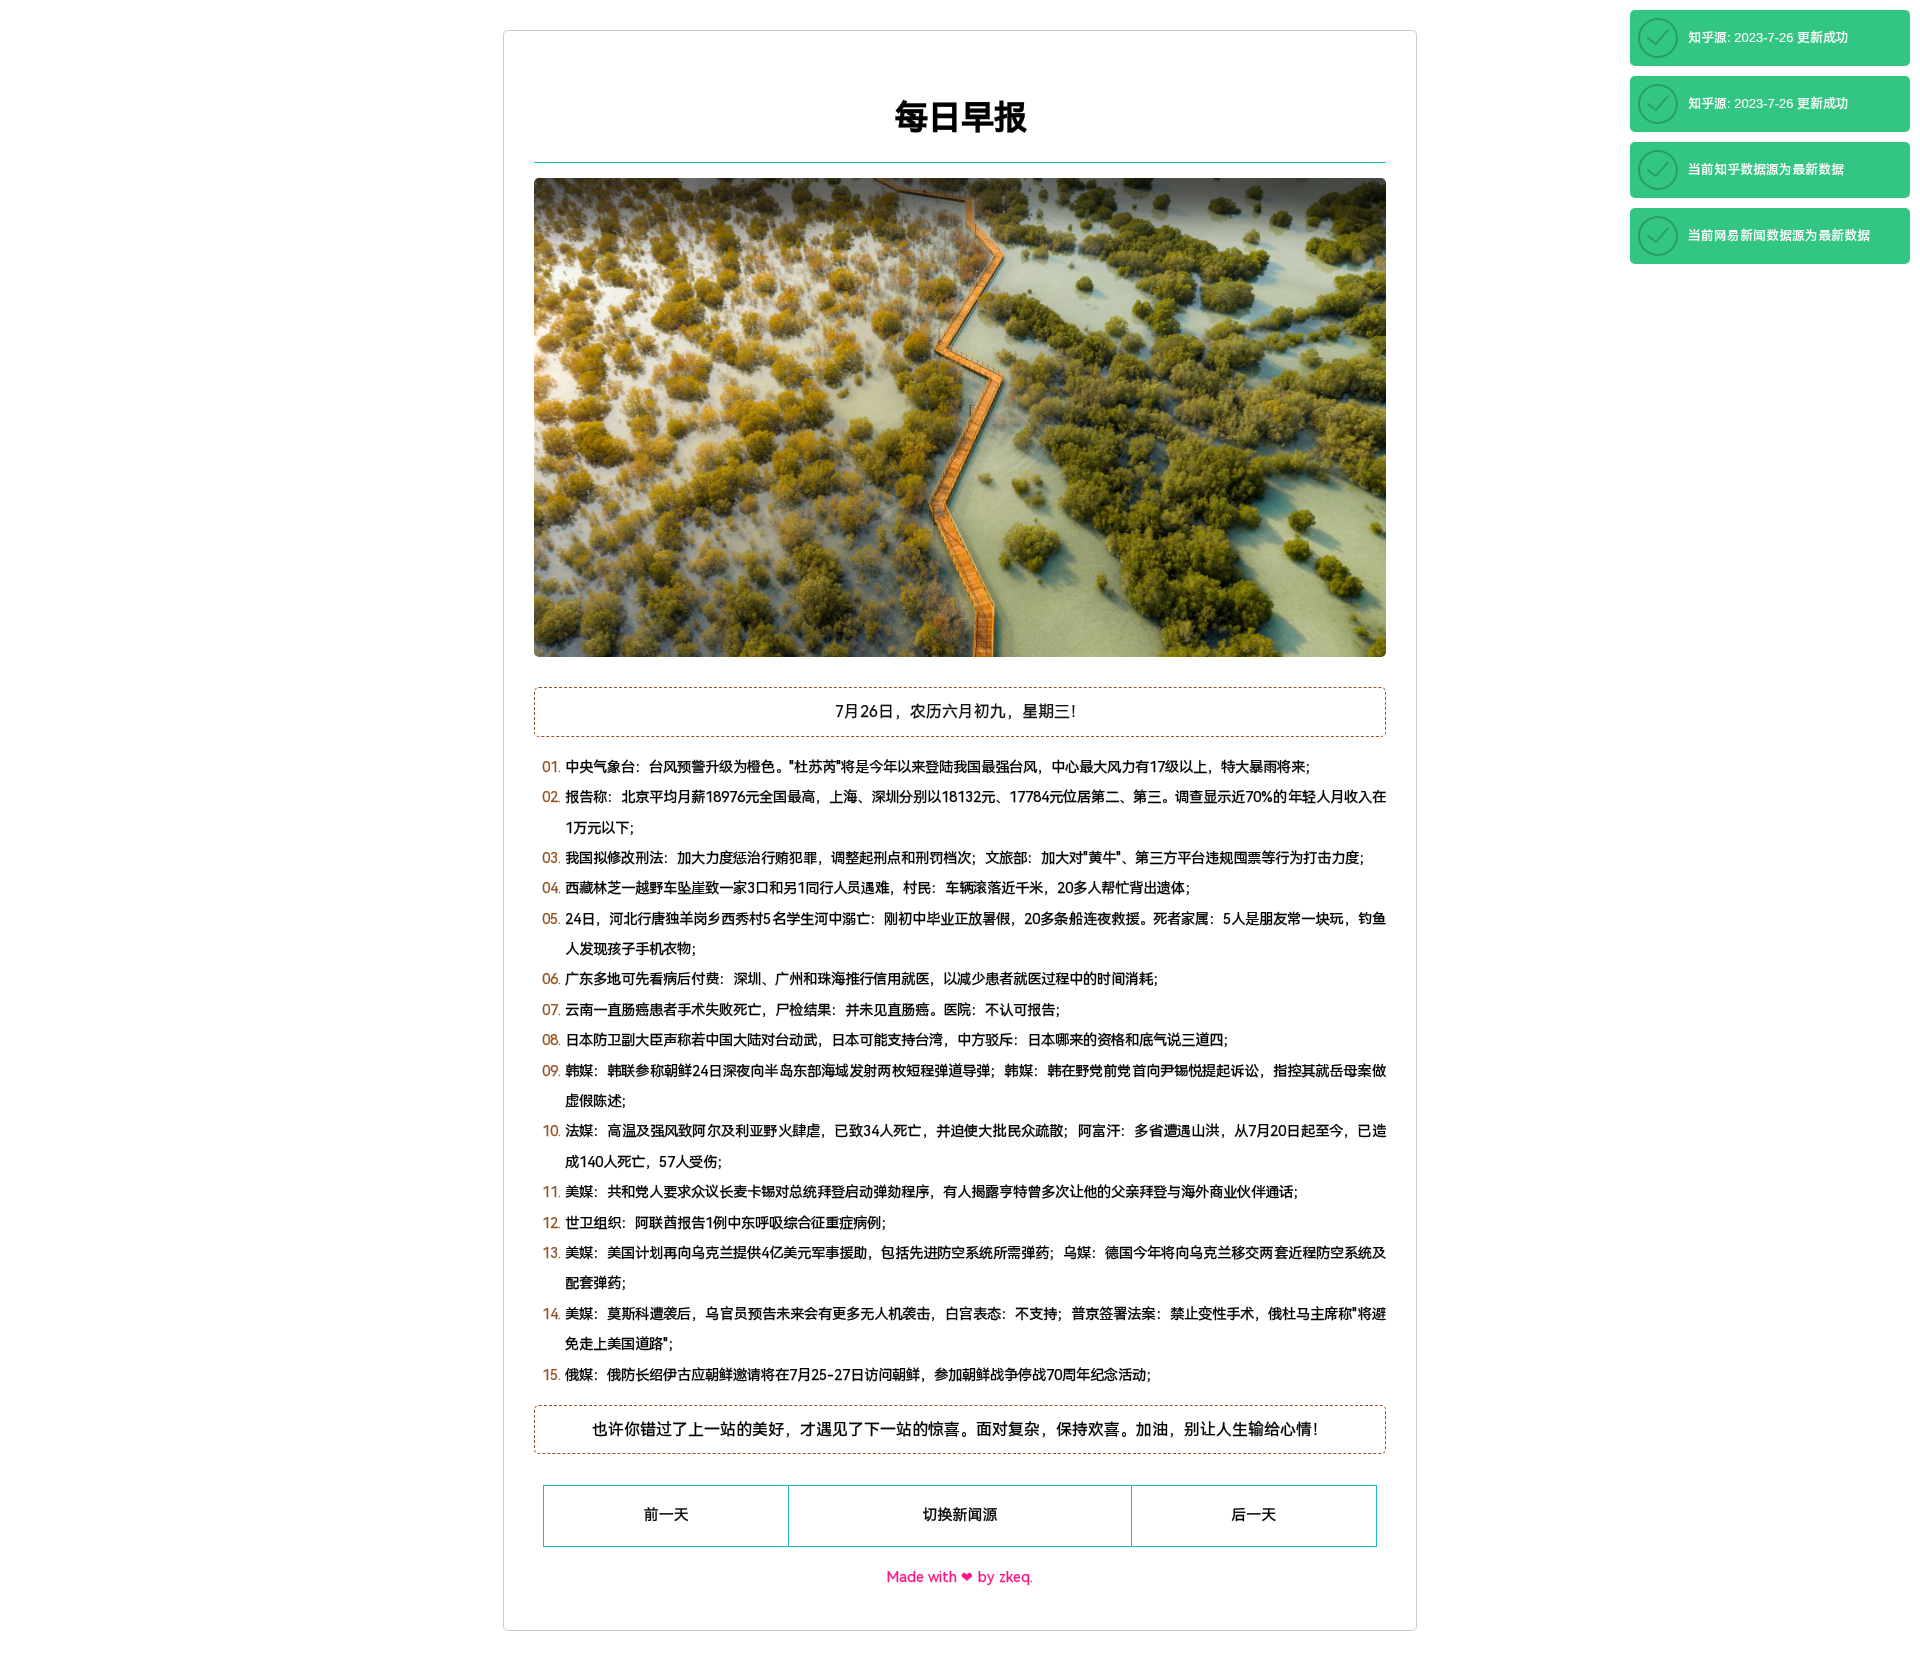 每日早报
7月26日，农历六月初九，星期三！
01. 中央气象台：台风预警升级为橙色。"杜苏芮"将是今年以来登陆我国最强台风，中心最大风力有17级以上，特大暴雨将来；
02. 报告称：北京平均月薪18976元全国最高，上海、深圳分别以18132元、17784元位居第二、第三。调查显示近70%的年轻人月收入在
1万元以下；
03. 我国拟修改刑法：加大力度惩治行贿犯罪，调整起刑点和刑罚档次；文旅部：加大对"黄牛"、第三方平台违规囤票等行为打击力度；
04. 西藏林芝一越野车坠崖致一家3口和另1同行人员遇难，村民：车辆滚落近千米，20多人帮忙背出遗体；
05. 24日，河北行唐独羊岗乡西秀村5名学生河中溺亡：刚初中毕业正放暑假，20多条船连夜救援。死者家属：5人是朋友常一块玩，钓鱼
人发现孩子手机衣物；
06. 广东多地可先看病后付费：深圳、广州和珠海推行信用就医，以减少患者就医过程中的时间消耗；
07. 云南一直肠癌患者手术失败死亡，尸检结果：并未见直肠癌。医院：不认可报告；
08. 日本防卫副大臣声称若中国大陆对台动武，日本可能支持台湾，中方驳斥：日本哪来的资格和底气说三道四；
09. 韩媒：韩联参称朝鲜24日深夜向半岛东部海域发射两枚短程弹道导弹；韩媒：韩在野党前党首向尹锡悦提起诉讼，指控其就岳母案做
虚假陈述；
10. 法媒：高温及强风致阿尔及利亚野火肆虐，已致34人死亡，并迫使大批民众疏散；阿富汗：多省遭遇山洪，从7月20日起至今，已造
成140人死亡，57人受伤；
11. 美媒：共和党人要求众议长麦卡锡对总统拜登启动弹劾程序，有人揭露亨特曾多次让他的父亲拜登与海外商业伙伴通话；
12. 世卫组织：阿联酋报告1例中东呼吸综合征重症病例；
13. 美媒：美国计划再向乌克兰提供4亿美元军事援助，包括先进防空系统所需弹药；乌媒：德国今年将向乌克兰移交两套近程防空系统及
配套弹药；
14. 美媒：莫斯科遭袭后，乌官员预告未来会有更多无人机袭击，白宫表态：不支持；普京签署法案：禁止变性手术，俄杜马主席称"将避
免走上美国道路"；
15. 俄媒：俄防长绍伊古应朝鲜邀请将在7月25-27日访问朝鲜，参加朝鲜战争停战70周年纪念活动；
也许你错过了上一站的美好，才遇见了下一站的惊喜。面对复杂，保持欢喜。加油，别让人生输给心情！
前一天
切换新闻源
后一天
Made with ❤ by zkeq.
知乎源: 2023-7-26 更新成功
知乎源: 2023-7-26 更新成功
当前知乎数据源为最新数据
当前网易新闻数据源为最新数据